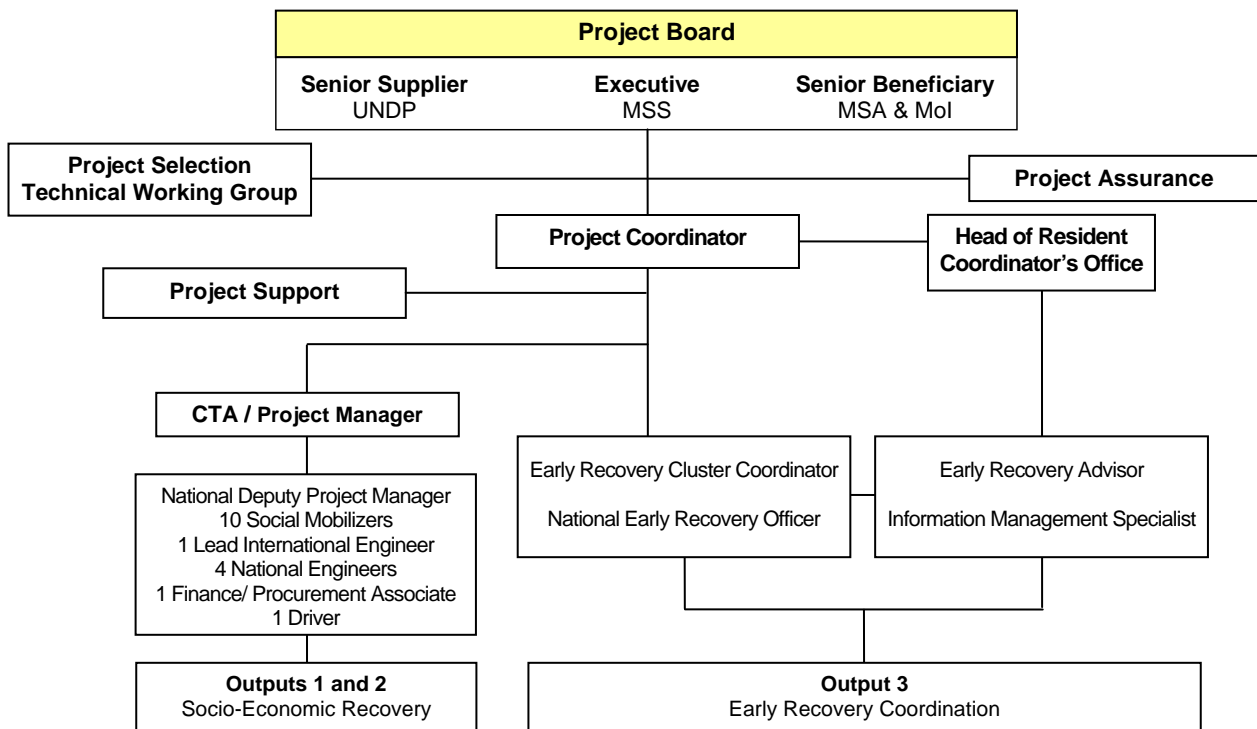 Project Board
Senior Supplier
UNDP
Executive
MSS
Senior Beneficiary
MSA & MoI
Project Selection
Technical Working Group
Project Assurance
Project Coordinator
Head of Resident
Coordinator's Office
Project Support
CTA / Project Manager
National Deputy Project Manager
10 Social Mobilizers
1 Lead International Engineer
4 National Engineers
1 Finance/ Procurement Associate
1 Driver
Early Recovery Cluster Coordinator
National Early Recovery Officer
Early Recovery Advisor
Information Management Specialist
Outputs 1 and 2
Socio-Economic Recovery
Output 3
Early Recovery Coordination